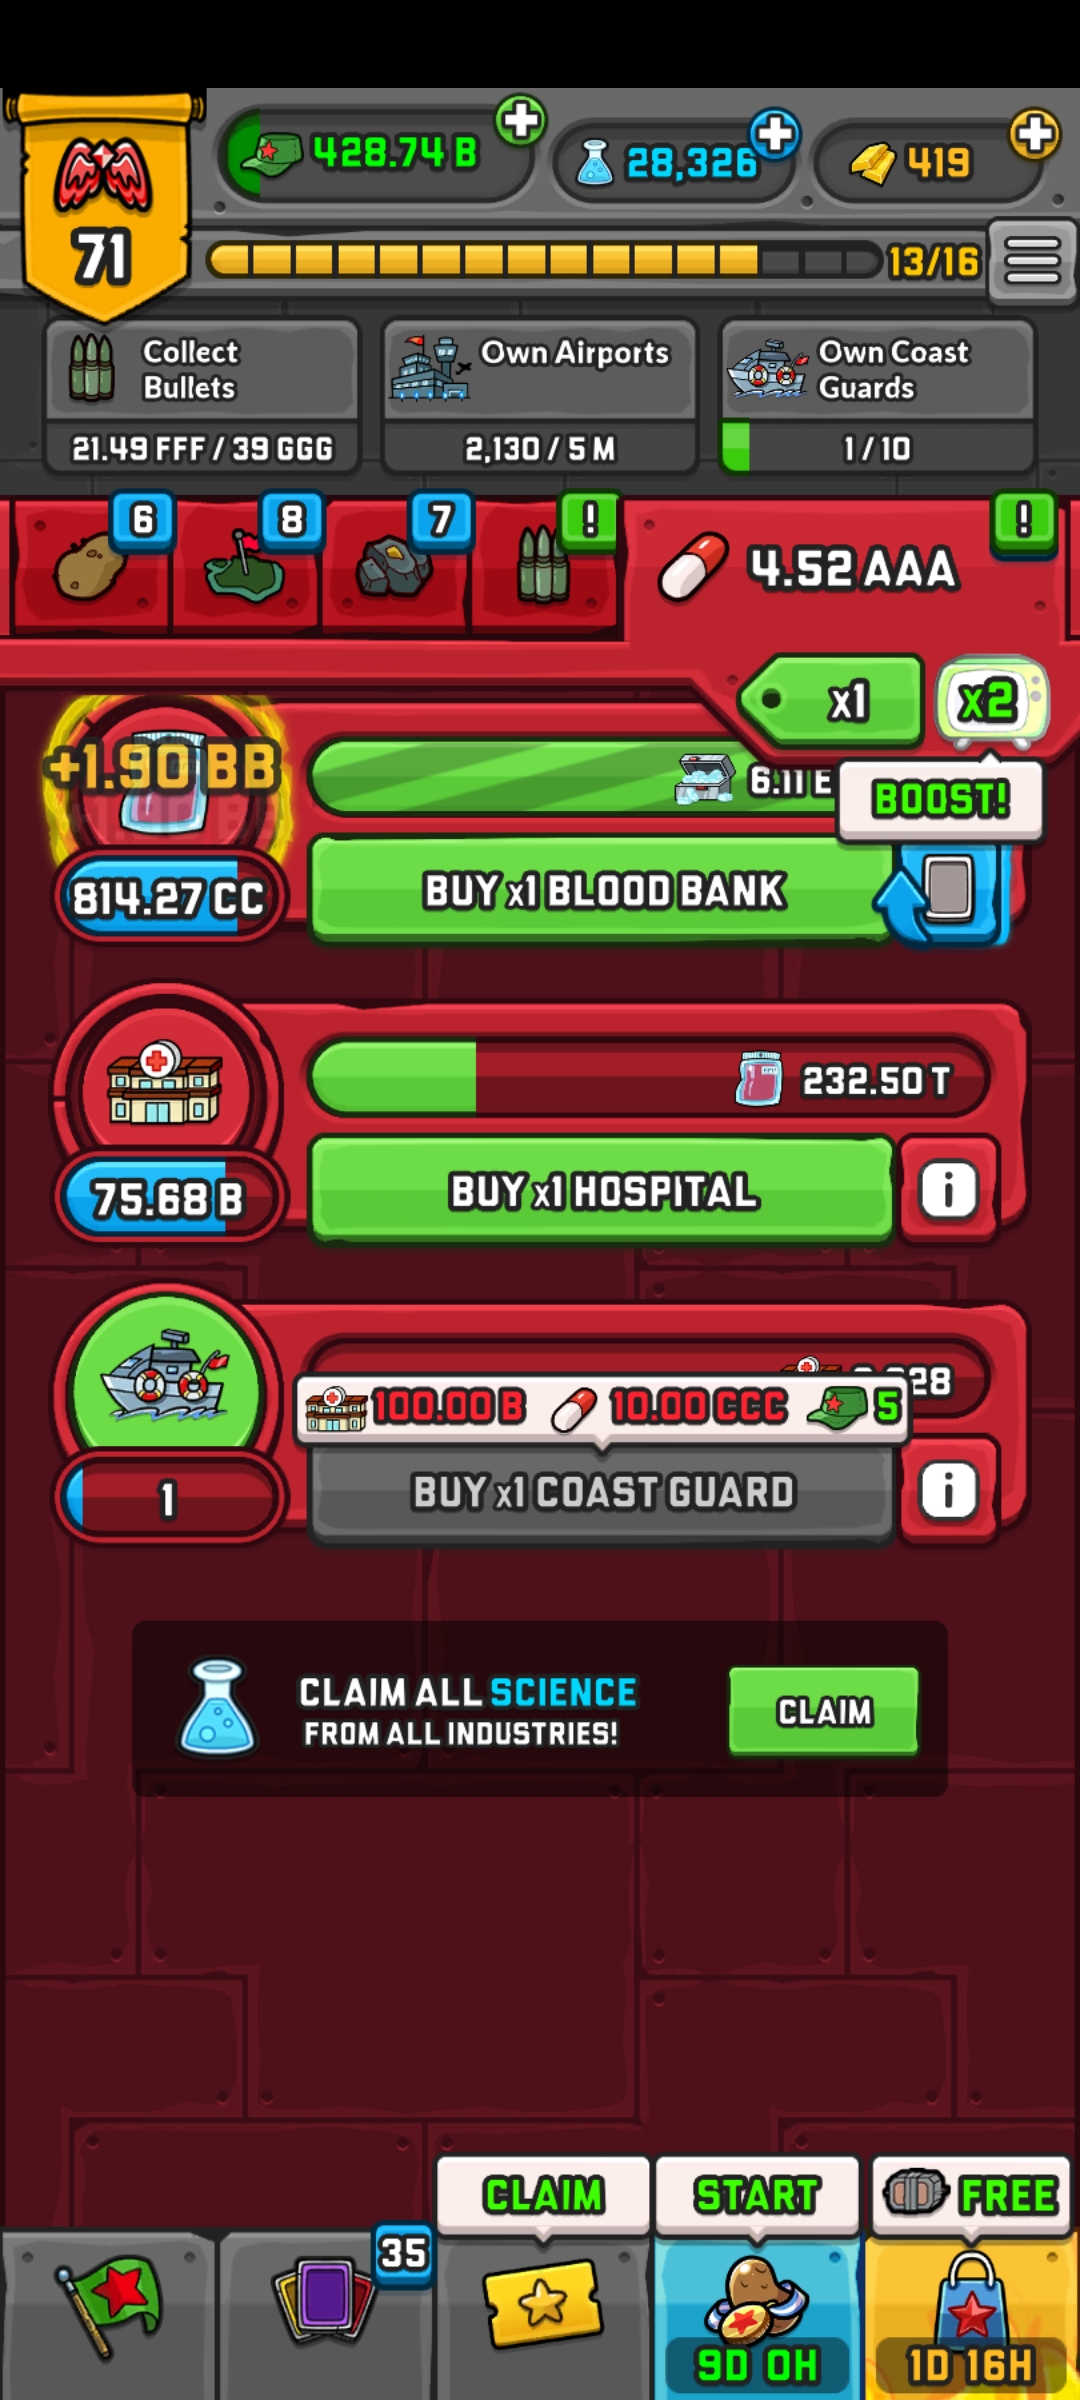 71
428.74 B
28,326
419
13/16
Collect
Bullets
21.49 FFF / 39 GGG
Own Airports
2,130 / 5 M
Own Coast
Guards
1 / 10
6
8
7
!
4.52 AAA
!
x1
x2
BOOST!
+1.90 BB
6.11 E
814.27 CC
BUY x1 BLOOD BANK
232.50 T
75.68 B
BUY x1 HOSPITAL
i
28
100.00 B
10.00 CCC
5
1
BUY x1 COAST GUARD
i
CLAIM ALL SCIENCE
FROM ALL INDUSTRIES!
CLAIM
CLAIM
START
FREE
35
9D 0H
1D 16H